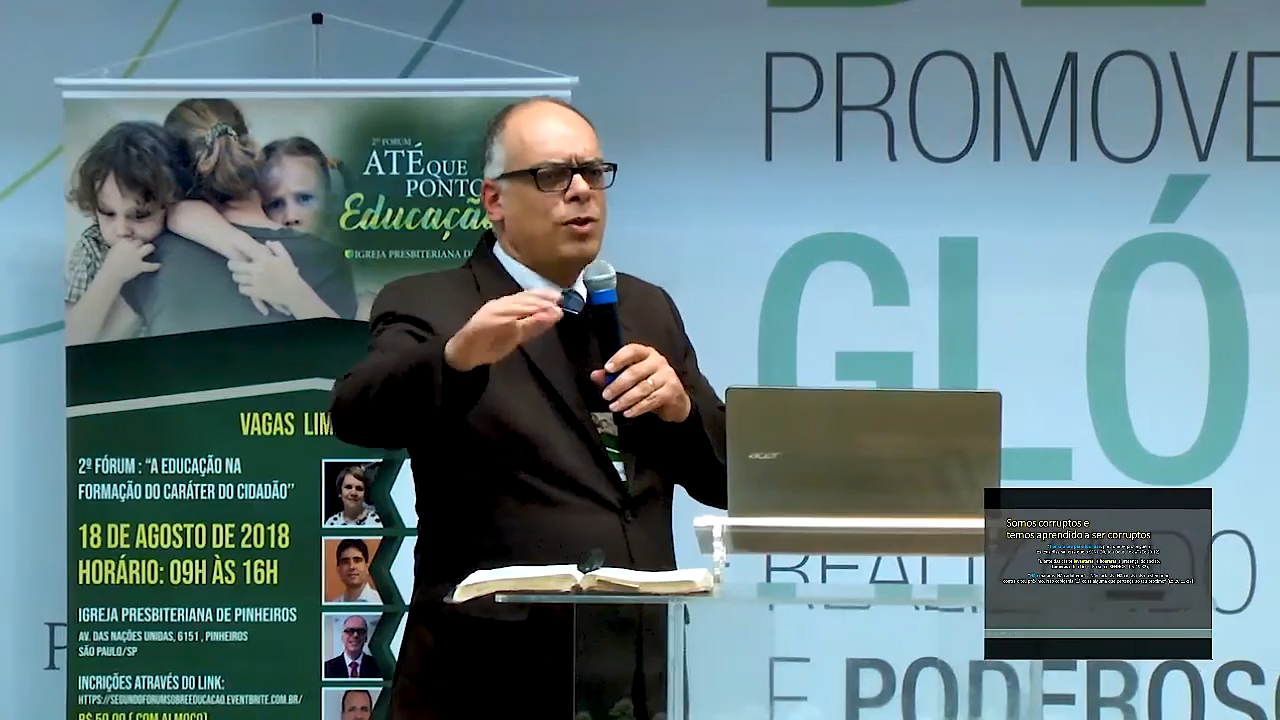 PROMOVE
GLÓ
REALIZADO
E PODEROS
2º FORUM
ATÉ QUE
PONTO
Educação
IGREJA PRESBITERIANA D
VAGAS LIM
2º FÓRUM : “A EDUCAÇÃO NA
FORMAÇÃO DO CARÁTER DO CIDADÃO”
18 DE AGOSTO DE 2018
HORÁRIO: 09H ÀS 16H
IGREJA PRESBITERIANA DE PINHEIROS
AV. DAS NAÇÕES UNIDAS, 6151 , PINHEIROS
SÃO PAULO/SP
INCRIÇÕES ATRAVÉS DO LINK:
HTTPS://SEGUNDOFORUMSOBREEDUCACAO.EVENTBRITE.COM.BR/
R$ 50,00 ( COM ALMOÇO)
P
acer
Somos corruptos e
temos aprendido a ser corruptos